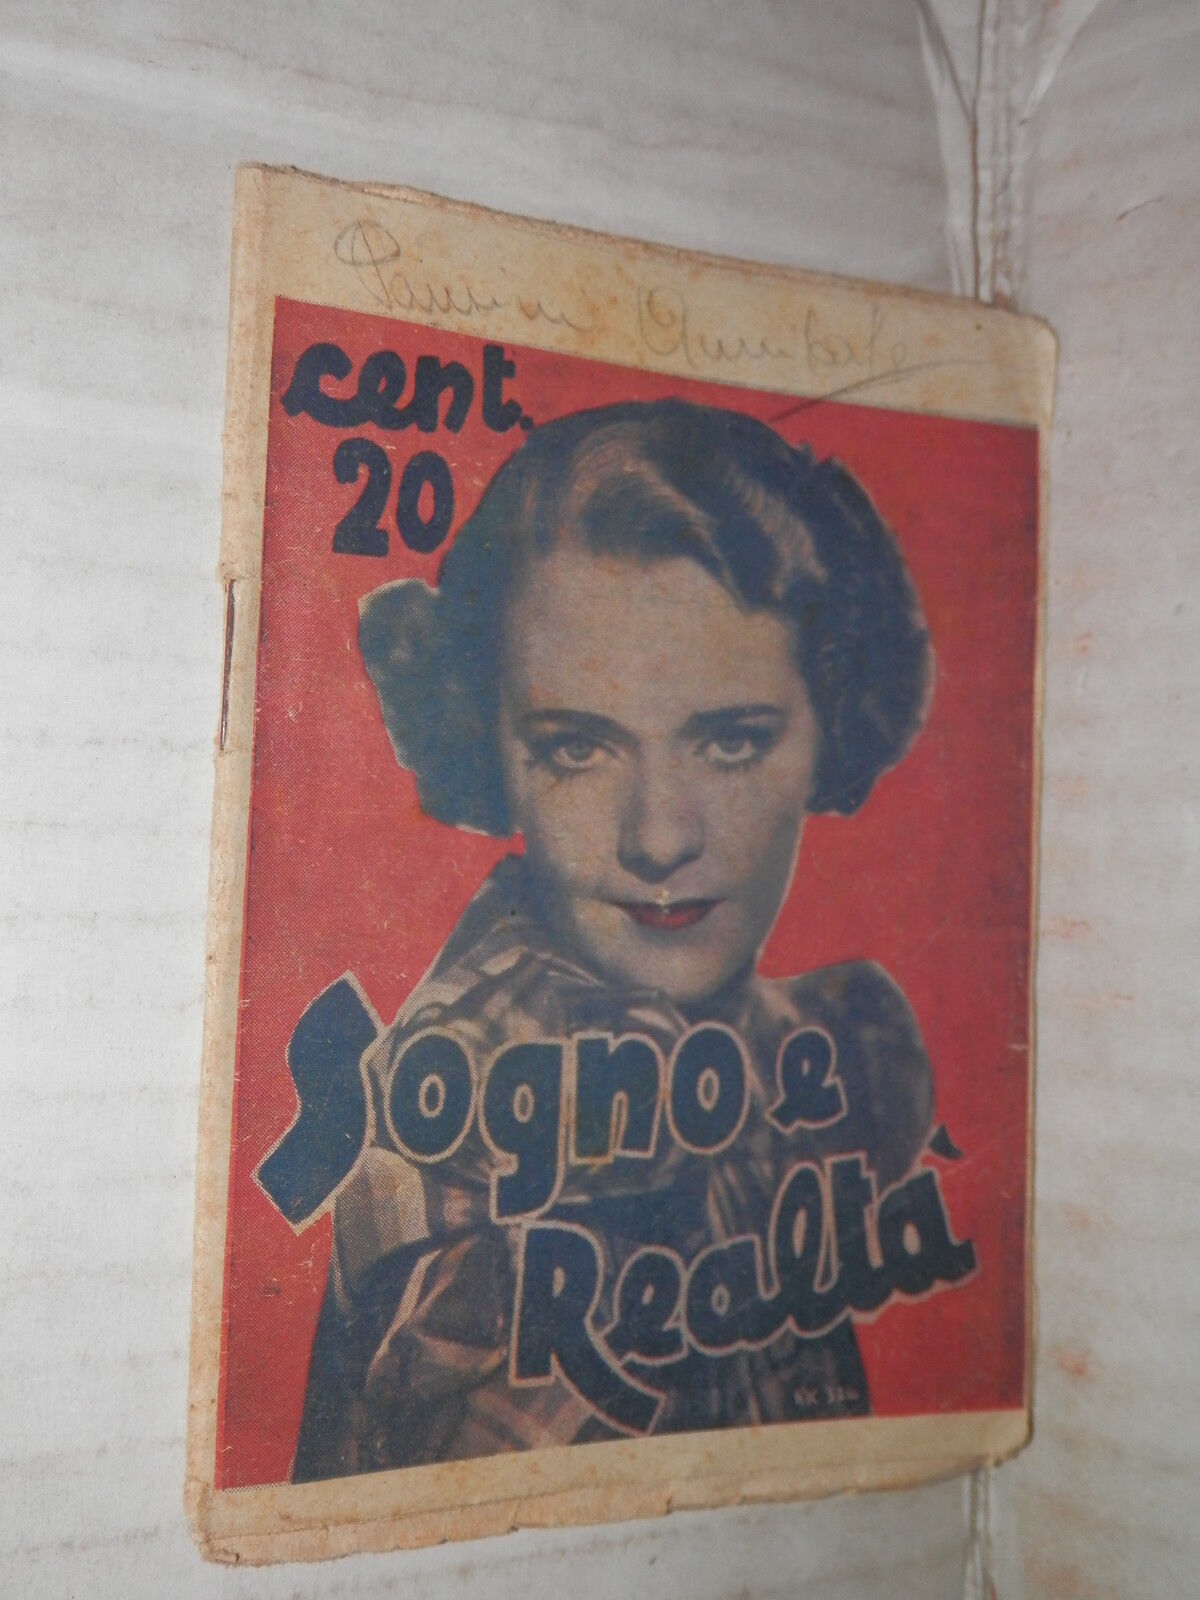 cent.
20
Sogno e
Realtà